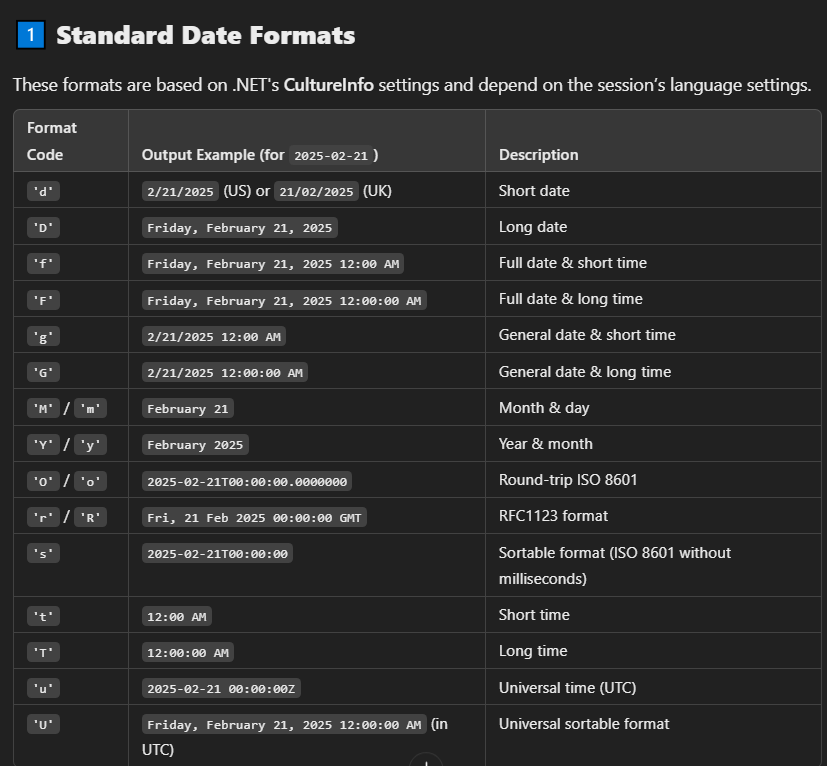 1 Standard Date Formats
These formats are based on .NET's CultureInfo settings and depend on the session's language settings.
Format Code Output Example (for 2025-02-21) Description
'd' 2/21/2025 (US) or 21/02/2025 (UK) Short date
'D' Friday, February 21, 2025 Long date
'f' Friday, February 21, 2025 12:00 AM Full date & short time
'F' Friday, February 21, 2025 12:00:00 AM Full date & long time
'g' 2/21/2025 12:00 AM General date & short time
'G' 2/21/2025 12:00:00 AM General date & long time
'M' / 'm' February 21 Month & day
'Y' / 'y' February 2025 Year & month
'O' / 'o' 2025-02-21T00:00:00.0000000 Round-trip ISO 8601
'r' / 'R' Fri, 21 Feb 2025 00:00:00 GMT RFC1123 format
's' 2025-02-21T00:00:00 Sortable format (ISO 8601 without
milliseconds)
't' 12:00 AM Short time
'T' 12:00:00 AM Long time
'u' 2025-02-21 00:00:00Z Universal time (UTC)
'U' Friday, February 21, 2025 12:00:00 AM (in Universal sortable format
UTC)